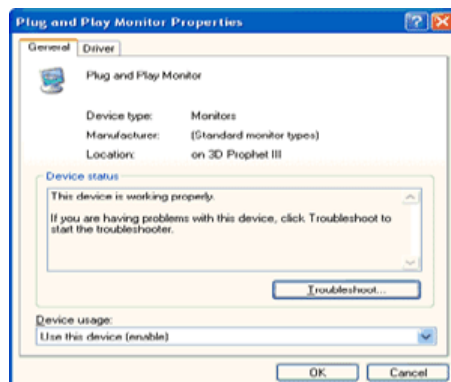 Plug and Play Monitor Properties
General Driver
Plug and Play Monitor
Device type: Monitors
Manufacturer: (Standard monitor types)
Location: on 3D Prophet III
Device status
This device is working properly.
If you are having problems with this device, click Troubleshoot to
start the troubleshooter.
Troubleshoot...
Device usage:
Use this device (enable)
OK Cancel